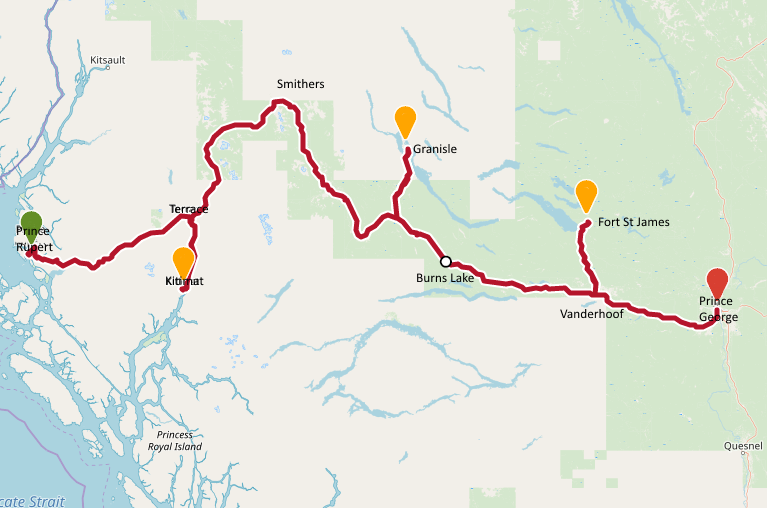 Kitsault
Smithers
Granisle
Terrace
Prince
Rupert
Fort St James
Kitimat
Burns Lake
Prince
George
Vanderhoof
Princess
Royal Island
Quesnel
cate Strait